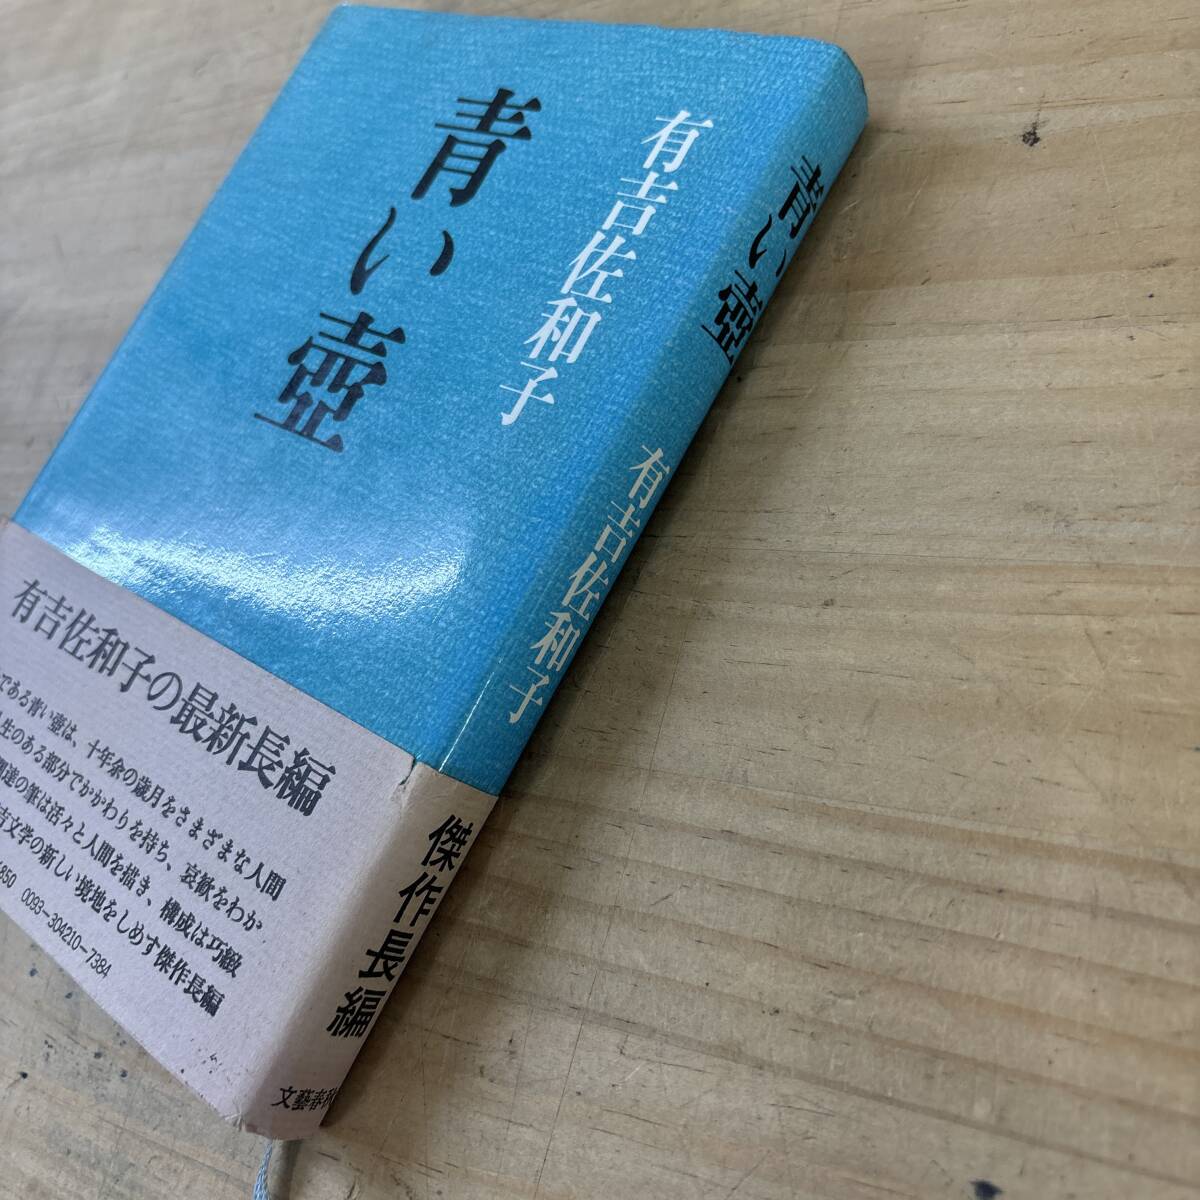 青い壺
有吉佐和子
青い壺
有吉佐和子
有吉佐和子の最新長編
である青い壺は、十年余の歳月をさまざまな人間
生のある部分でかかわりを持ち、哀歓をわか
達の筆は活々と人間を描き、構成は巧緻
吉文学の新しい境地をしめす傑作長編
850 0093-304210-7384
傑作長編
文藝春秋